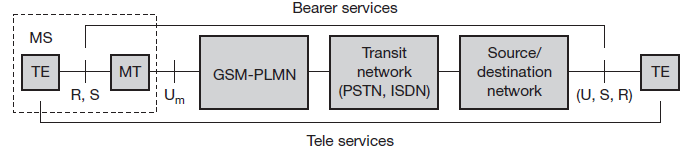 Bearer services
MS
TE
MT
GSM-PLMN
Transit
network
(PSTN, ISDN)
Source/
destination
network
TE
R, S
Um
(U, S, R)
Tele services